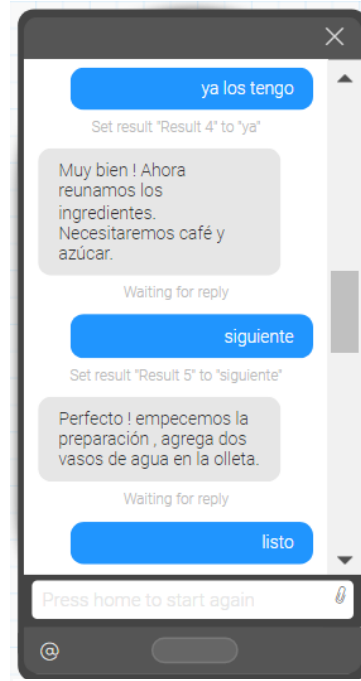 ya los tengo
Set result "Result 4" to "ya"
Muy bien ! Ahora
reunamos los
ingredientes.
Necesitaremos café y
azúcar.
Waiting for reply
siguiente
Set result "Result 5" to "siguiente"
Perfecto ! empecemos la
preparación , agrega dos
vasos de agua en la olleta.
Waiting for reply
listo
Press home to start again
@